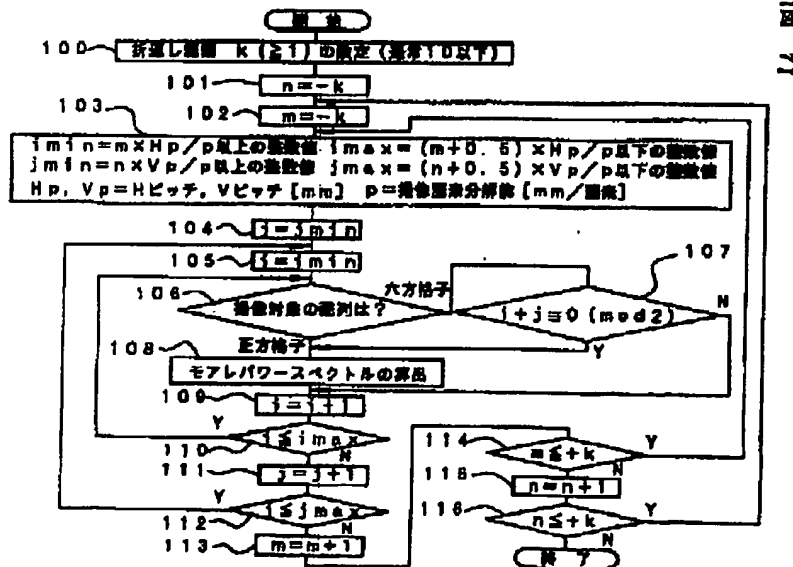 図 7]
開始
100
折返し範囲 k (≧1) の設定 (通常10以下)
101
n=-k
102
m=-k
103
imin=m×Hp/p以上の整数値 imax=(m+0.5)×Hp/p以下の整数値
jmin=n×Vp/p以上の整数値 jmax=(n+0.5)×Vp/p以下の整数値
Hp, Vp=Hピッチ, Vピッチ [mm] p=撮像画素分解能 [mm/画素]
104
j=jmin
105
i=imin
106
撮像対象の配列は?
六方格子
正方格子
107
i+j≡0 (mod2)
N
Y
108
モアレパワースペクトルの算出
109
i=i+1
110
i≦imax
Y
N
111
j=j+1
112
j≦jmax
Y
N
113
m=m+1
114
m≦+k
Y
N
115
n=n+1
116
n≦+k
Y
N
終了